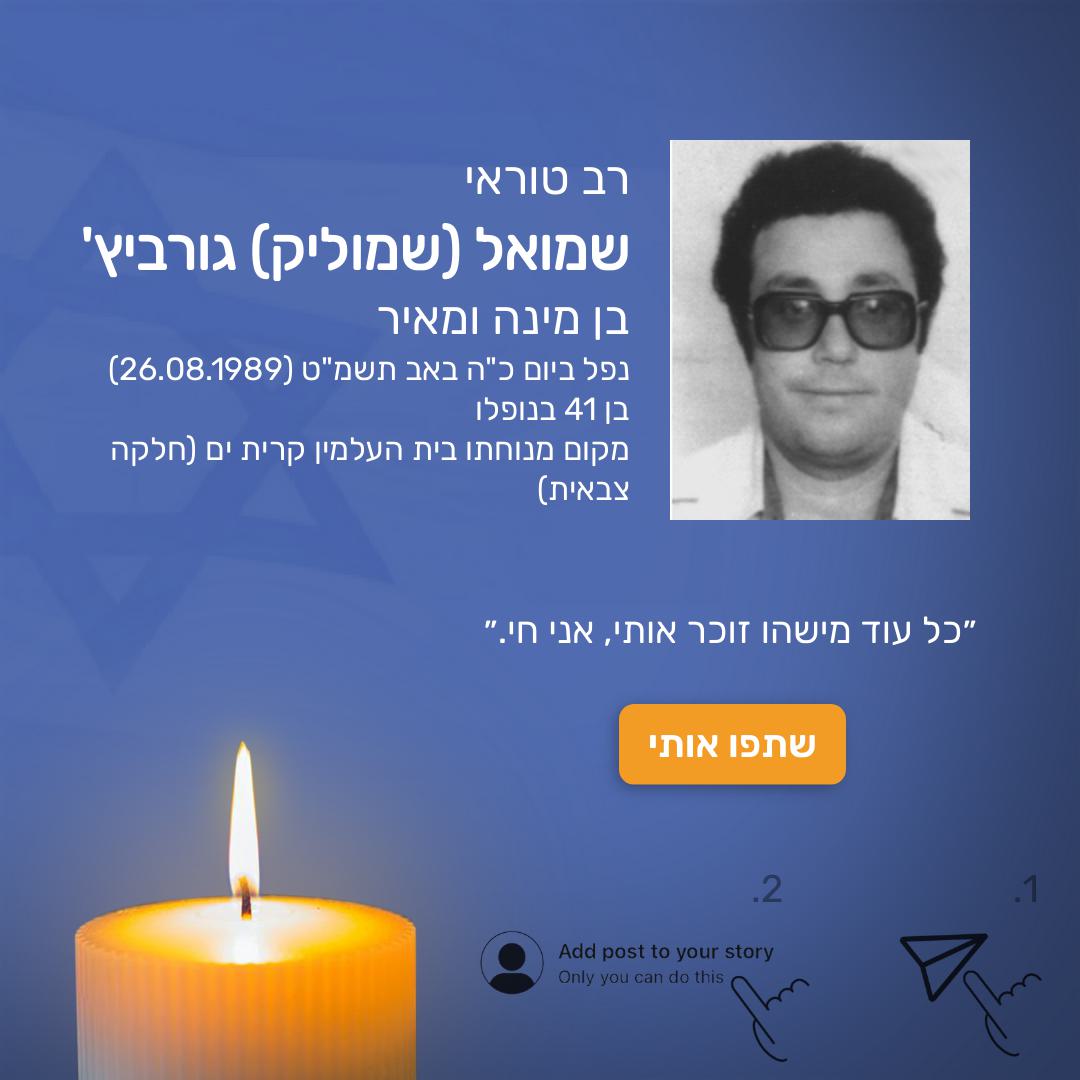 רב טוראי
שמואל (שמוליק) גורביץ'
בן מינה ומאיר
נפל ביום כ"ה באב תשמ"ט (26.08.1989)
בן 41 בנופלו
מקום מנוחתו בית העלמין קרית ים (חלקה
צבאית)
״כל עוד מישהו זוכר אותי, אני חי.״
שתפו אותי
1.
2.
Add post to your story
Only you can do this